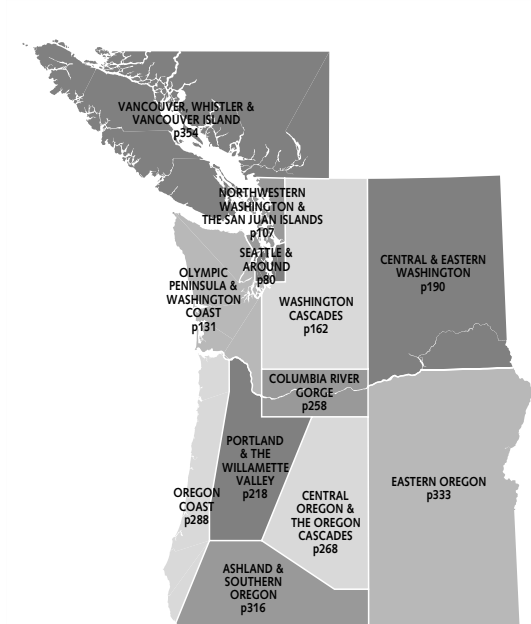 VANCOUVER, WHISTLER &
VANCOUVER ISLAND
p354
NORTHWESTERN
WASHINGTON &
THE SAN JUAN ISLANDS
p107
SEATTLE &
AROUND
p80
CENTRAL & EASTERN
WASHINGTON
p190
OLYMPIC
PENINSULA &
WASHINGTON
COAST
p131
WASHINGTON
CASCADES
p162
COLUMBIA RIVER
GORGE
p258
PORTLAND
& THE
WILLAMETTE
VALLEY
p218
OREGON
COAST
p288
CENTRAL
OREGON &
THE OREGON
CASCADES
p268
EASTERN OREGON
p333
ASHLAND &
SOUTHERN
OREGON
p316